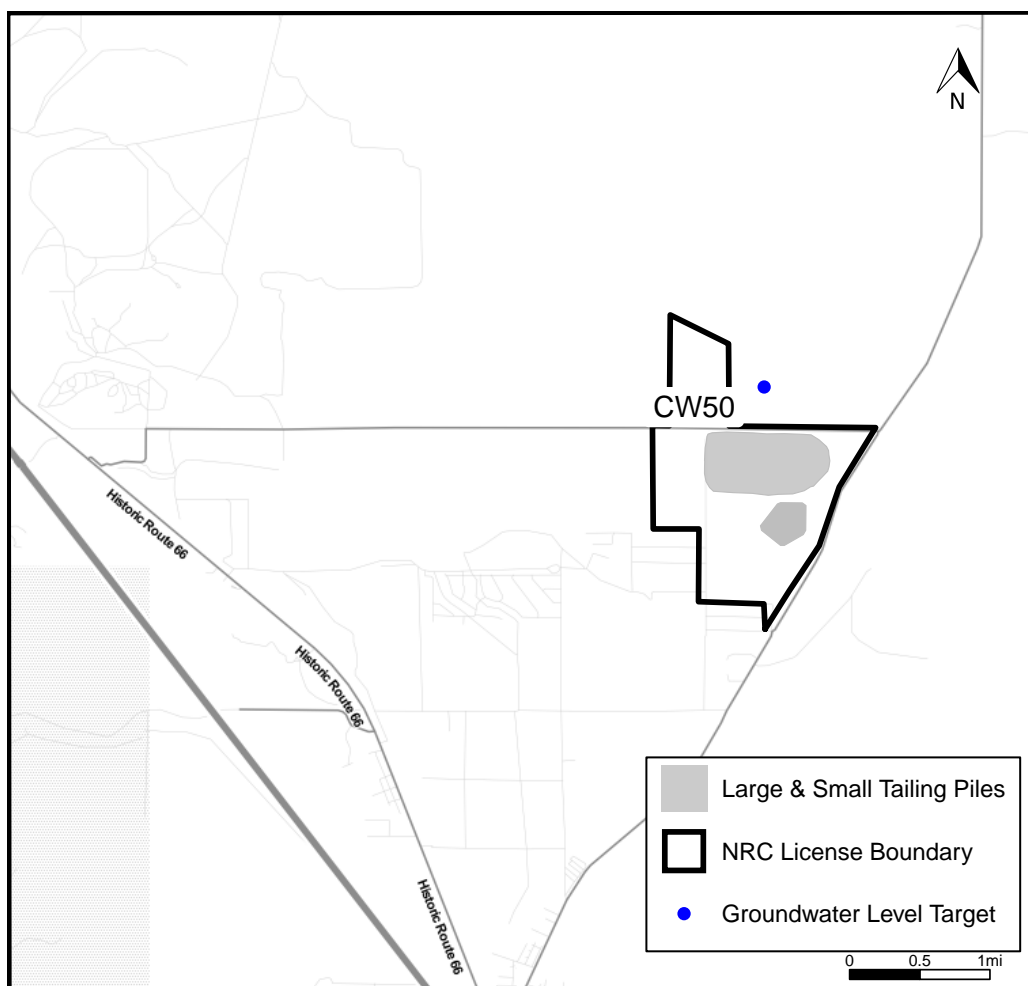 N
CW50
Historic Route 66
Historic Route 66
Historic Route 66
Large & Small Tailing Piles
NRC License Boundary
Groundwater Level Target
0 0.5 1mi